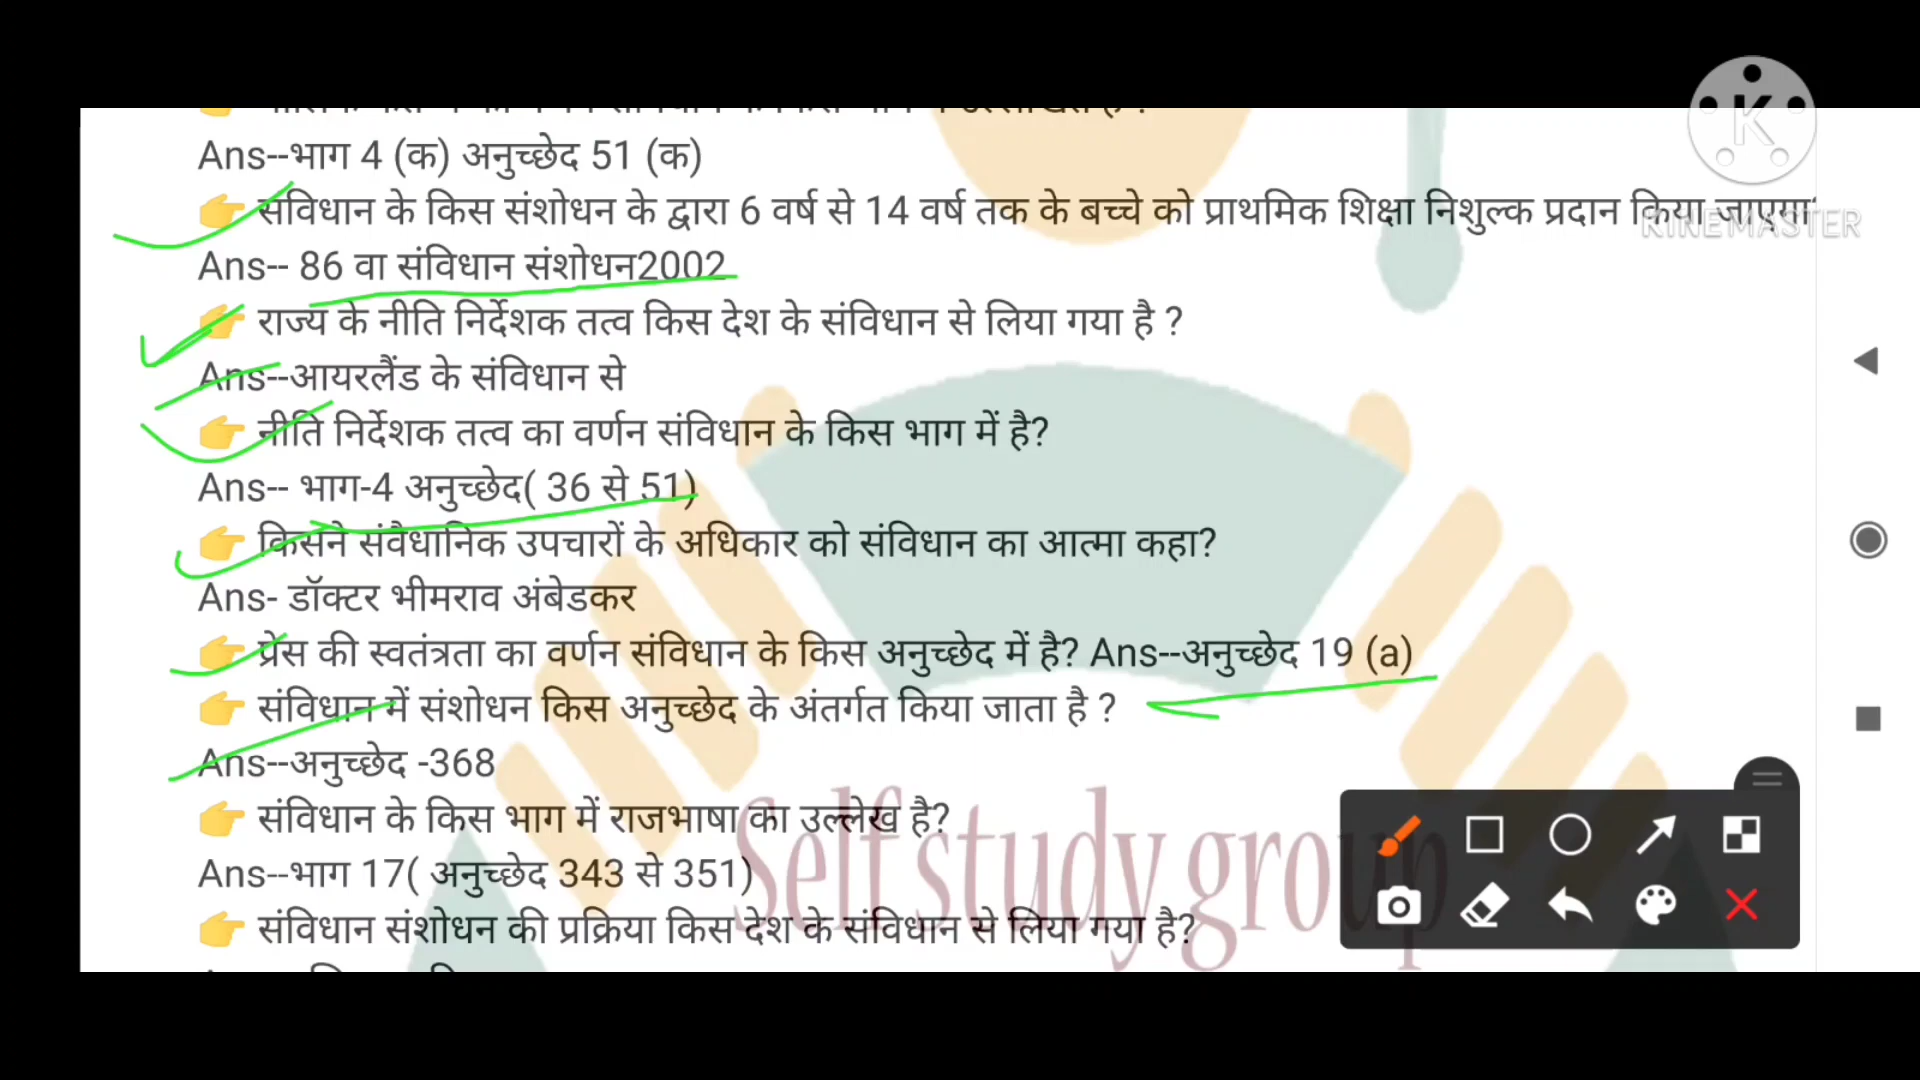 Ans--भाग 4 (क) अनुच्छेद 51 (क)
👉 संविधान के किस संशोधन के द्वारा 6 वर्ष से 14 वर्ष तक के बच्चे को प्राथमिक शिक्षा निशुल्क प्रदान किया जाएगा
KINEMASTER
Ans-- 86 वा संविधान संशोधन2002
👉 राज्य के नीति निर्देशक तत्व किस देश के संविधान से लिया गया है ?
Ans--आयरलैंड के संविधान से
👉 नीति निर्देशक तत्व का वर्णन संविधान के किस भाग में है?
Ans-- भाग-4 अनुच्छेद( 36 से 51)
👉 किसने संवैधानिक उपचारों के अधिकार को संविधान का आत्मा कहा?
Ans- डॉक्टर भीमराव अंबेडकर
👉 प्रेस की स्वतंत्रता का वर्णन संविधान के किस अनुच्छेद में है? Ans--अनुच्छेद 19 (a)
👉 संविधान में संशोधन किस अनुच्छेद के अंतर्गत किया जाता है ?
Ans--अनुच्छेद -368
👉 संविधान के किस भाग में राजभाषा का उल्लेख है?
Ans--भाग 17( अनुच्छेद 343 से 351)
👉 संविधान संशोधन की प्रक्रिया किस देश के संविधान से लिया गया है?
Self study group